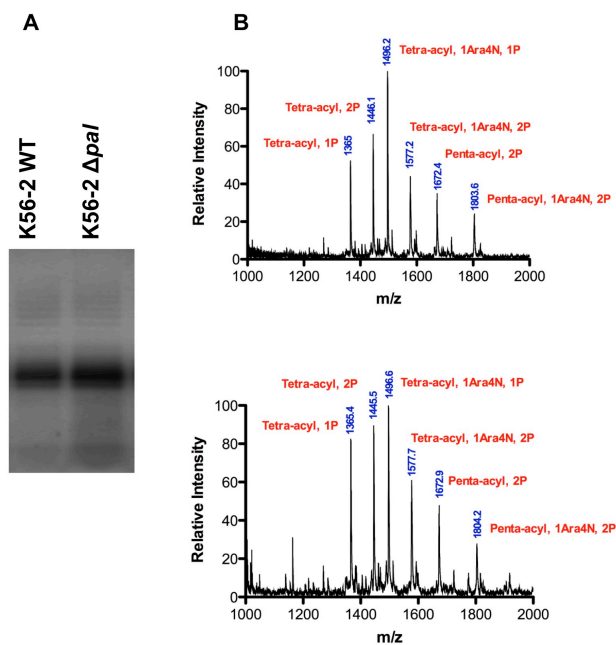 A
K56-2 WT
K56-2 Δpal
B
Relative Intensity
100
80
60
40
20
0
1000
1200
1400
1600
1800
2000
m/z
Tetra-acyl, 1Ara4N, 1P
1496.2
Tetra-acyl, 2P
1446.1
Tetra-acyl, 1P
1365
Tetra-acyl, 1Ara4N, 2P
1577.2
Penta-acyl, 2P
1672.4
Penta-acyl, 1Ara4N, 2P
1803.6
Relative Intensity
100
80
60
40
20
0
1000
1200
1400
1600
1800
2000
m/z
Tetra-acyl, 2P
1445.5
Tetra-acyl, 1Ara4N, 1P
1496.6
Tetra-acyl, 1P
1365.4
Tetra-acyl, 1Ara4N, 2P
1577.7
Penta-acyl, 2P
1672.9
Penta-acyl, 1Ara4N, 2P
1804.2